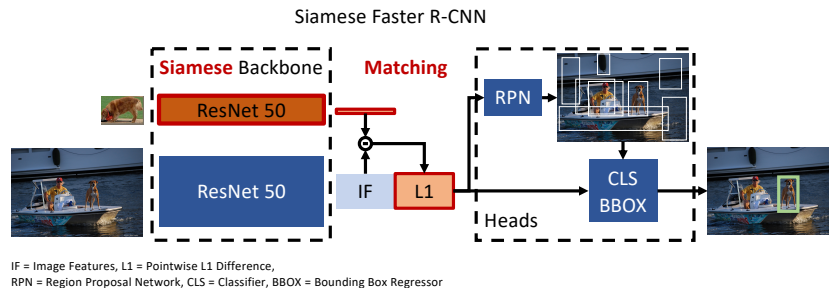 Siamese Faster R-CNN
Siamese Backbone
Matching
ResNet 50
RPN
ResNet 50
IF
L1
CLS
BBOX
Heads
IF = Image Features, L1 = Pointwise L1 Difference,
RPN = Region Proposal Network, CLS = Classifier, BBOX = Bounding Box Regressor